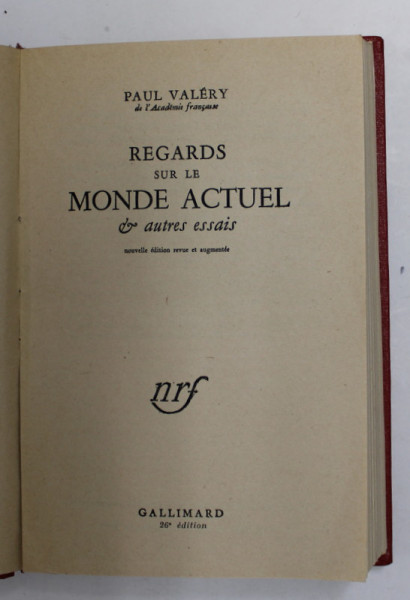 PAUL VALÉRY
de l'Académie française
REGARDS
SUR LE
MONDE ACTUEL
& autres essais
nouvelle édition revue et augmentée
nrf
GALLIMARD
26e édition